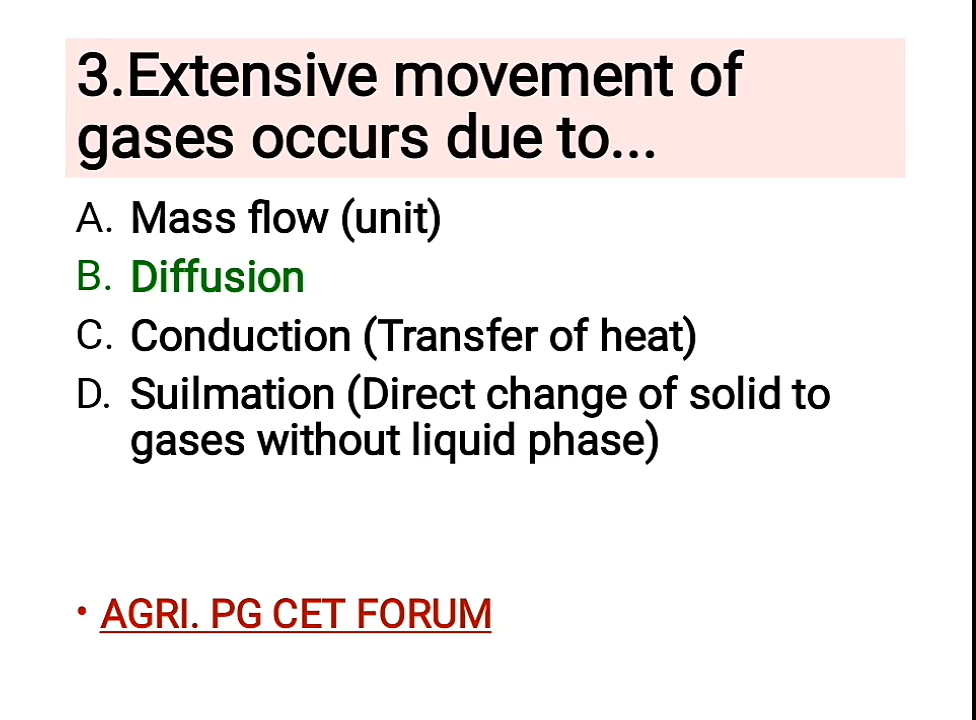 3.Extensive movement of
gases occurs due to...
A. Mass flow (unit)
B. Diffusion
C. Conduction (Transfer of heat)
D. Suilmation (Direct change of solid to
gases without liquid phase)
• AGRI. PG CET FORUM